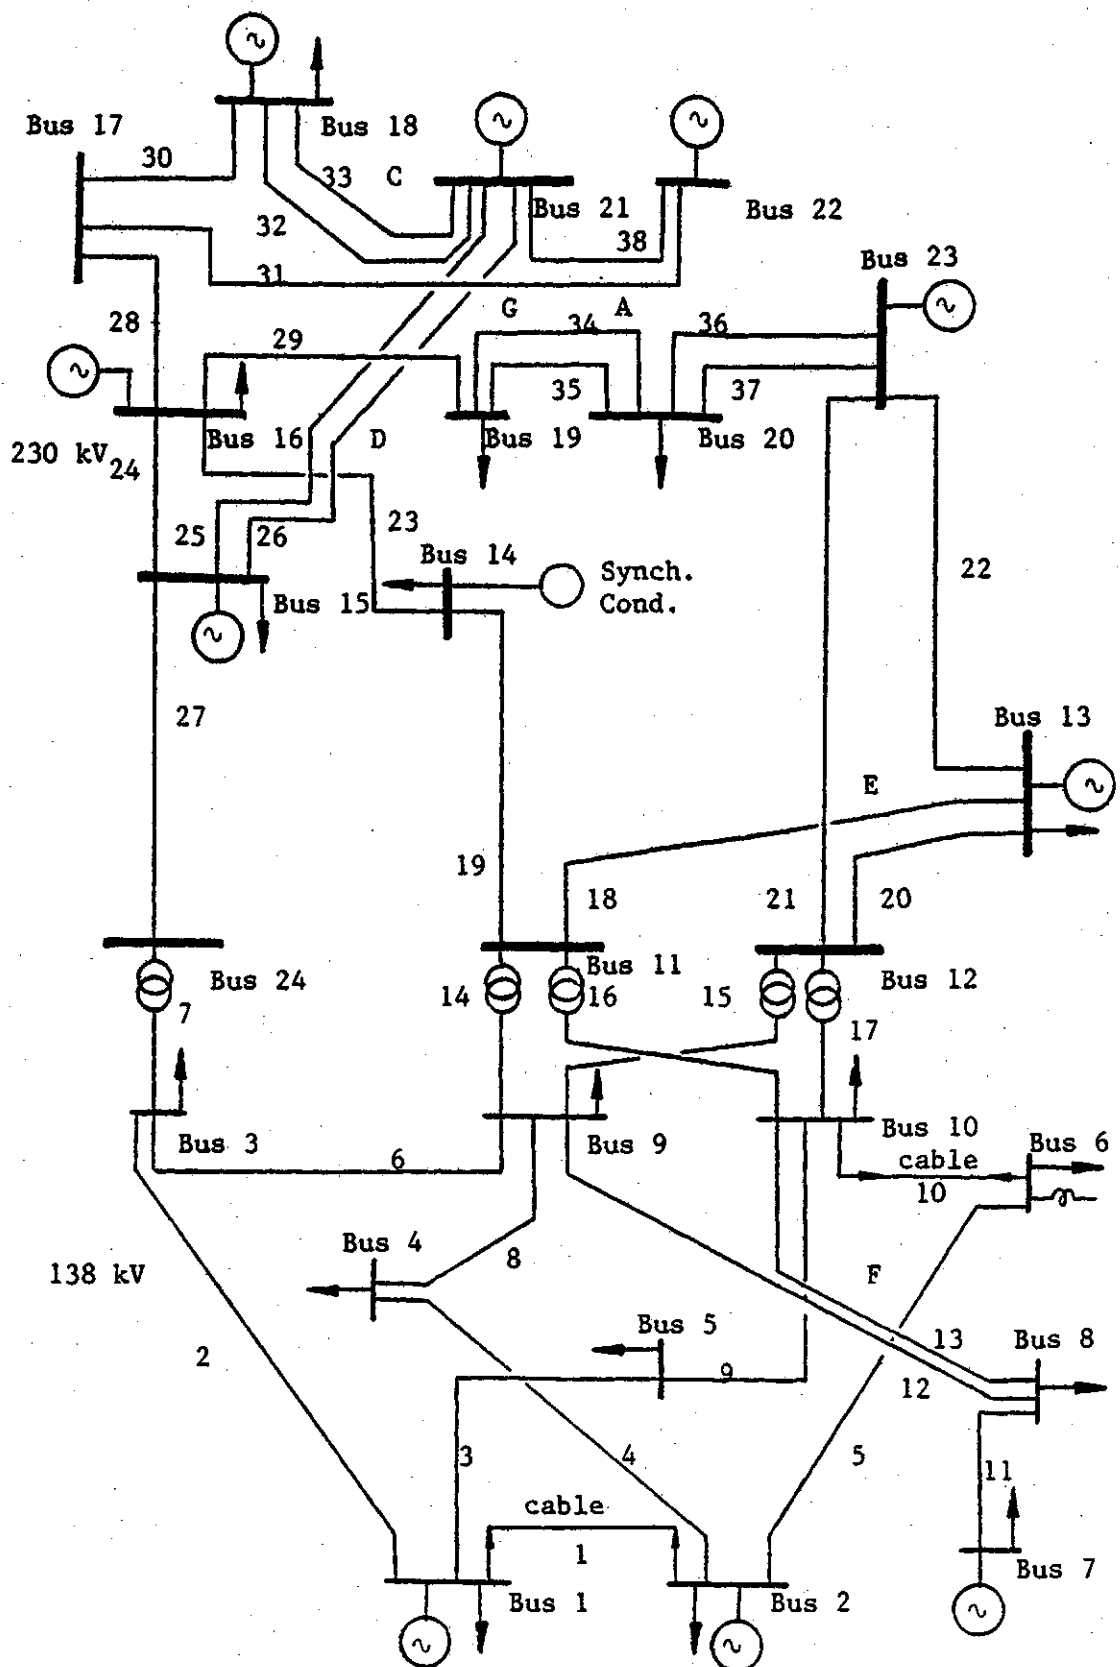 Bus 17
Bus 18
30
33
C
Bus 21
Bus 22
32
38
Bus 23
31
G
A
28
34
36
29
35
37
Bus 16
D
Bus 19
Bus 20
230 kV
24
25
26
23
Bus 14
22
Synch.
Cond.
Bus 15
27
Bus 13
E
19
18
21
20
Bus 24
Bus 11
Bus 12
7
14
16
15
17
Bus 3
Bus 9
Bus 10
Bus 6
6
cable
10
Bus 4
8
138 kV
F
Bus 5
13
Bus 8
2
9
12
3
4
5
11
cable
1
Bus 7
Bus 1
Bus 2